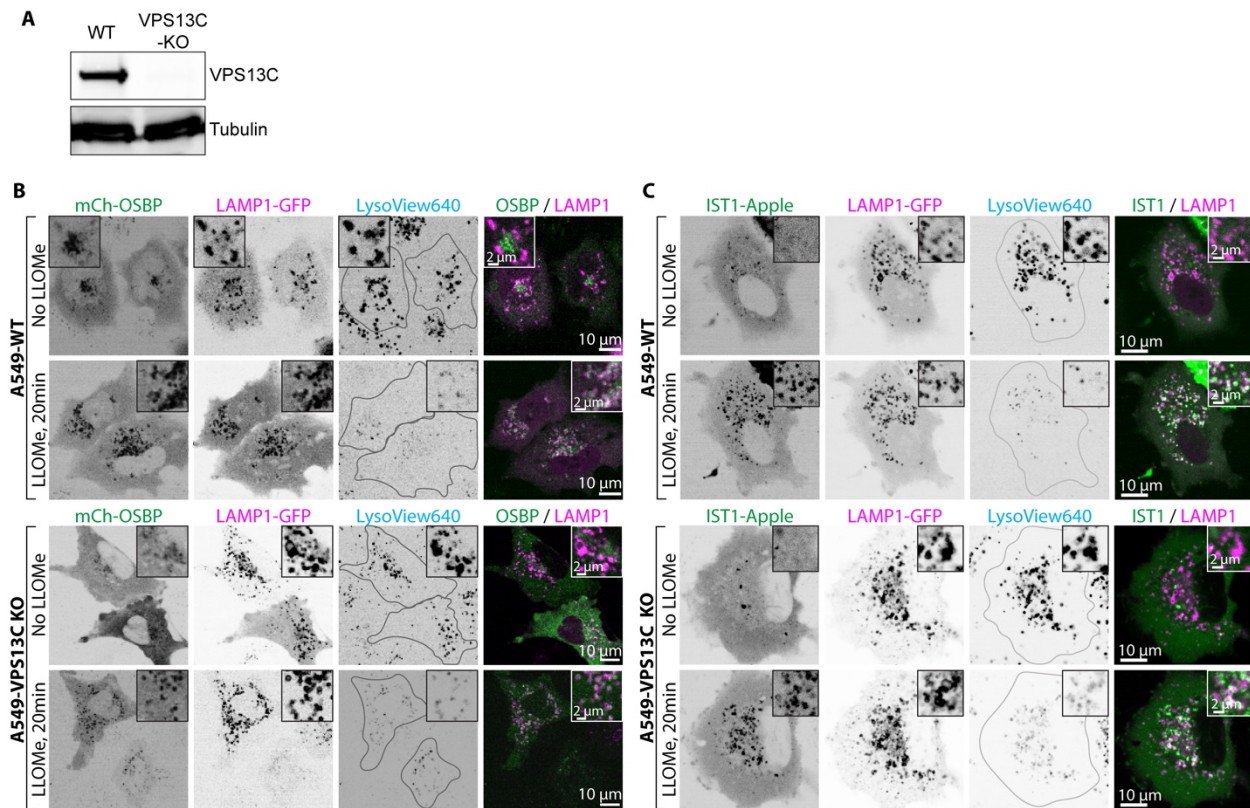 A
WT
VPS13C
-KO
VPS13C
Tubulin
B
mCh-OSBP LAMP1-GFP LysoView640 OSBP / LAMP1
A549-WT
No LLOMe
2 µm
10 µm
LLOMe, 20min
2 µm
10 µm
mCh-OSBP LAMP1-GFP LysoView640 OSBP / LAMP1
A549-VPS13C KO
No LLOMe
2 µm
10 µm
LLOMe, 20min
2 µm
10 µm
C
IST1-Apple LAMP1-GFP LysoView640 IST1 / LAMP1
A549-WT
No LLOMe
2 µm
10 µm
LLOMe, 20min
2 µm
10 µm
IST1-Apple LAMP1-GFP LysoView640 IST1 / LAMP1
A549-VPS13C KO
No LLOMe
2 µm
10 µm
LLOMe, 20min
2 µm
10 µm